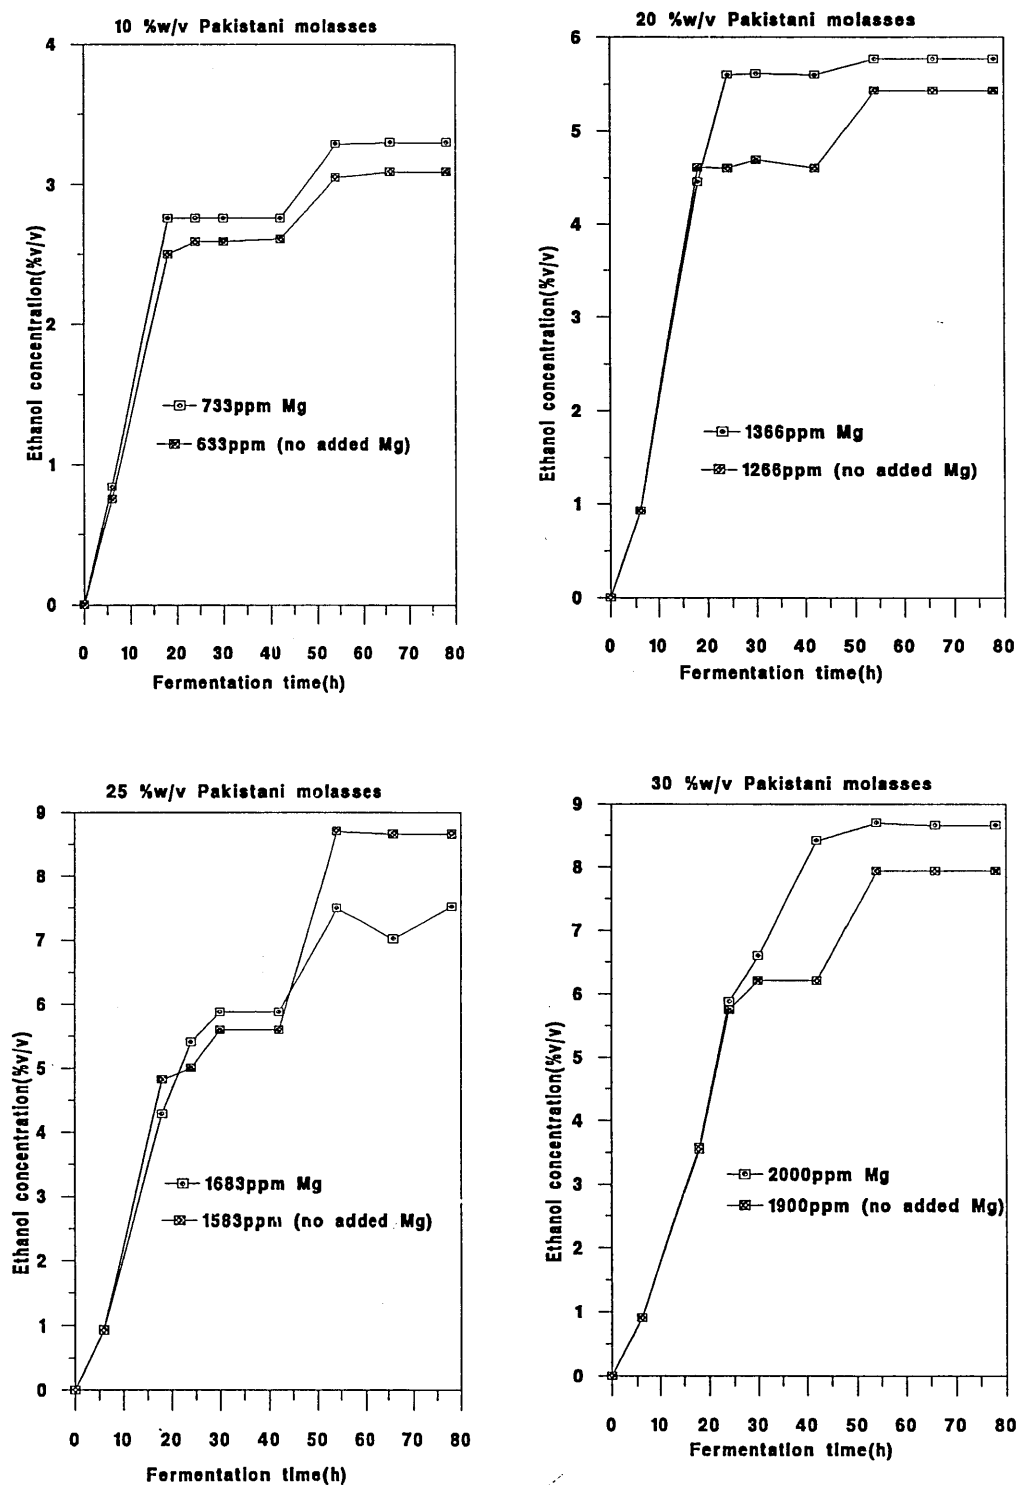 10 %w/v Pakistani molasses
4
3
2
1
0
Ethanol concentration(%v/v)
733ppm Mg
633ppm (no added Mg)
0 10 20 30 40 50 60 70 80
Fermentation time(h)
20 %w/v Pakistani molasses
6
5
4
3
2
1
0
Ethanol concentration(%v/v)
1366ppm Mg
1266ppm (no added Mg)
0 10 20 30 40 50 60 70 80
Fermentation time(h)
25 %w/v Pakistani molasses
9
8
7
6
5
4
3
2
1
0
Ethanol concentration(%v/v)
1683ppm Mg
1583ppm (no added Mg)
0 10 20 30 40 50 60 70 80
Fermentation time(h)
30 %w/v Pakistani molasses
9
8
7
6
5
4
3
2
1
0
Ethanol concentration(%v/v)
2000ppm Mg
1900ppm (no added Mg)
0 10 20 30 40 50 60 70 80
Fermentation time(h)